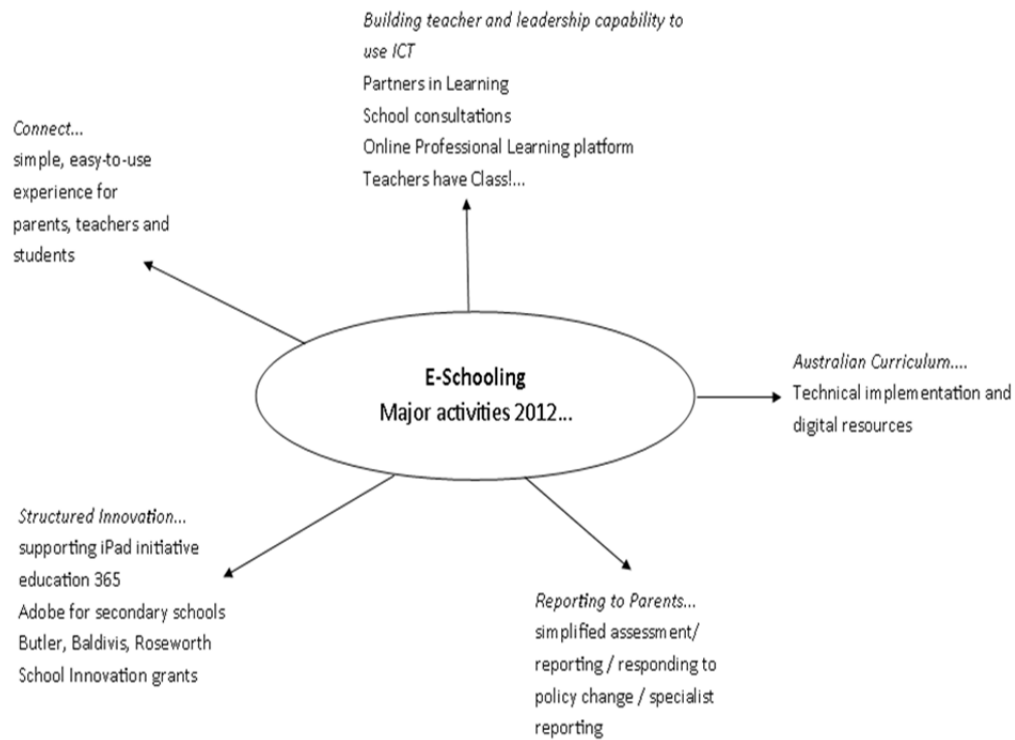 Building teacher and leadership capability to
use ICT
Partners in Learning
School consultations
Online Professional Learning platform
Teachers have Class!...
Connect...
simple, easy-to-use
experience for
parents, teachers and
students
E-Schooling
Major activities 2012...
Australian Curriculum....
Technical implementation and
digital resources
Structured Innovation...
supporting iPad initiative
education 365
Adobe for secondary schools
Butler, Baldivis, Roseworth
School Innovation grants
Reporting to Parents...
simplified assessment/
reporting / responding to
policy change / specialist
reporting